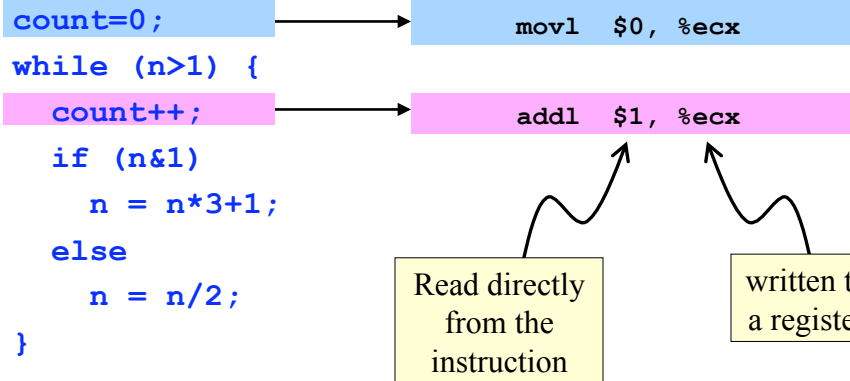 count=0;
movl $0, %ecx
while (n>1) {
count++;
addl $1, %ecx
if (n&1)
n = n*3+1;
else
n = n/2;
}
Read directly
from the
instruction
written
a